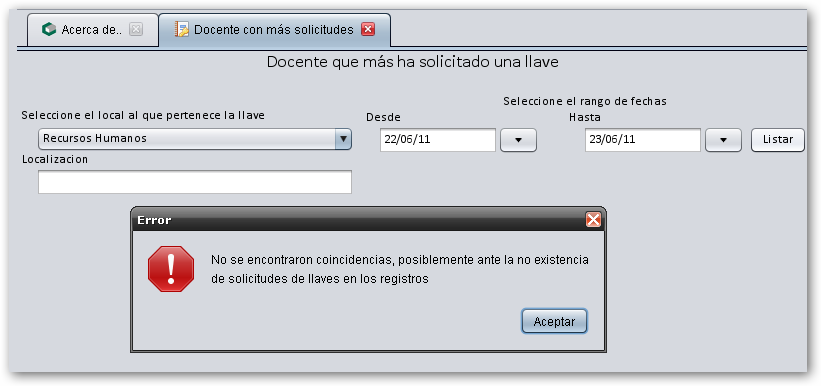 Acerca de..
Docente con más solicitudes
Docente que más ha solicitado una llave
Seleccione el rango de fechas
Seleccione el local al que pertenece la llave
Desde
Hasta
Recursos Humanos
22/06/11
23/06/11
Listar
Localizacion
Error
No se encontraron coincidencias, posiblemente ante la no existencia
de solicitudes de llaves en los registros
Aceptar